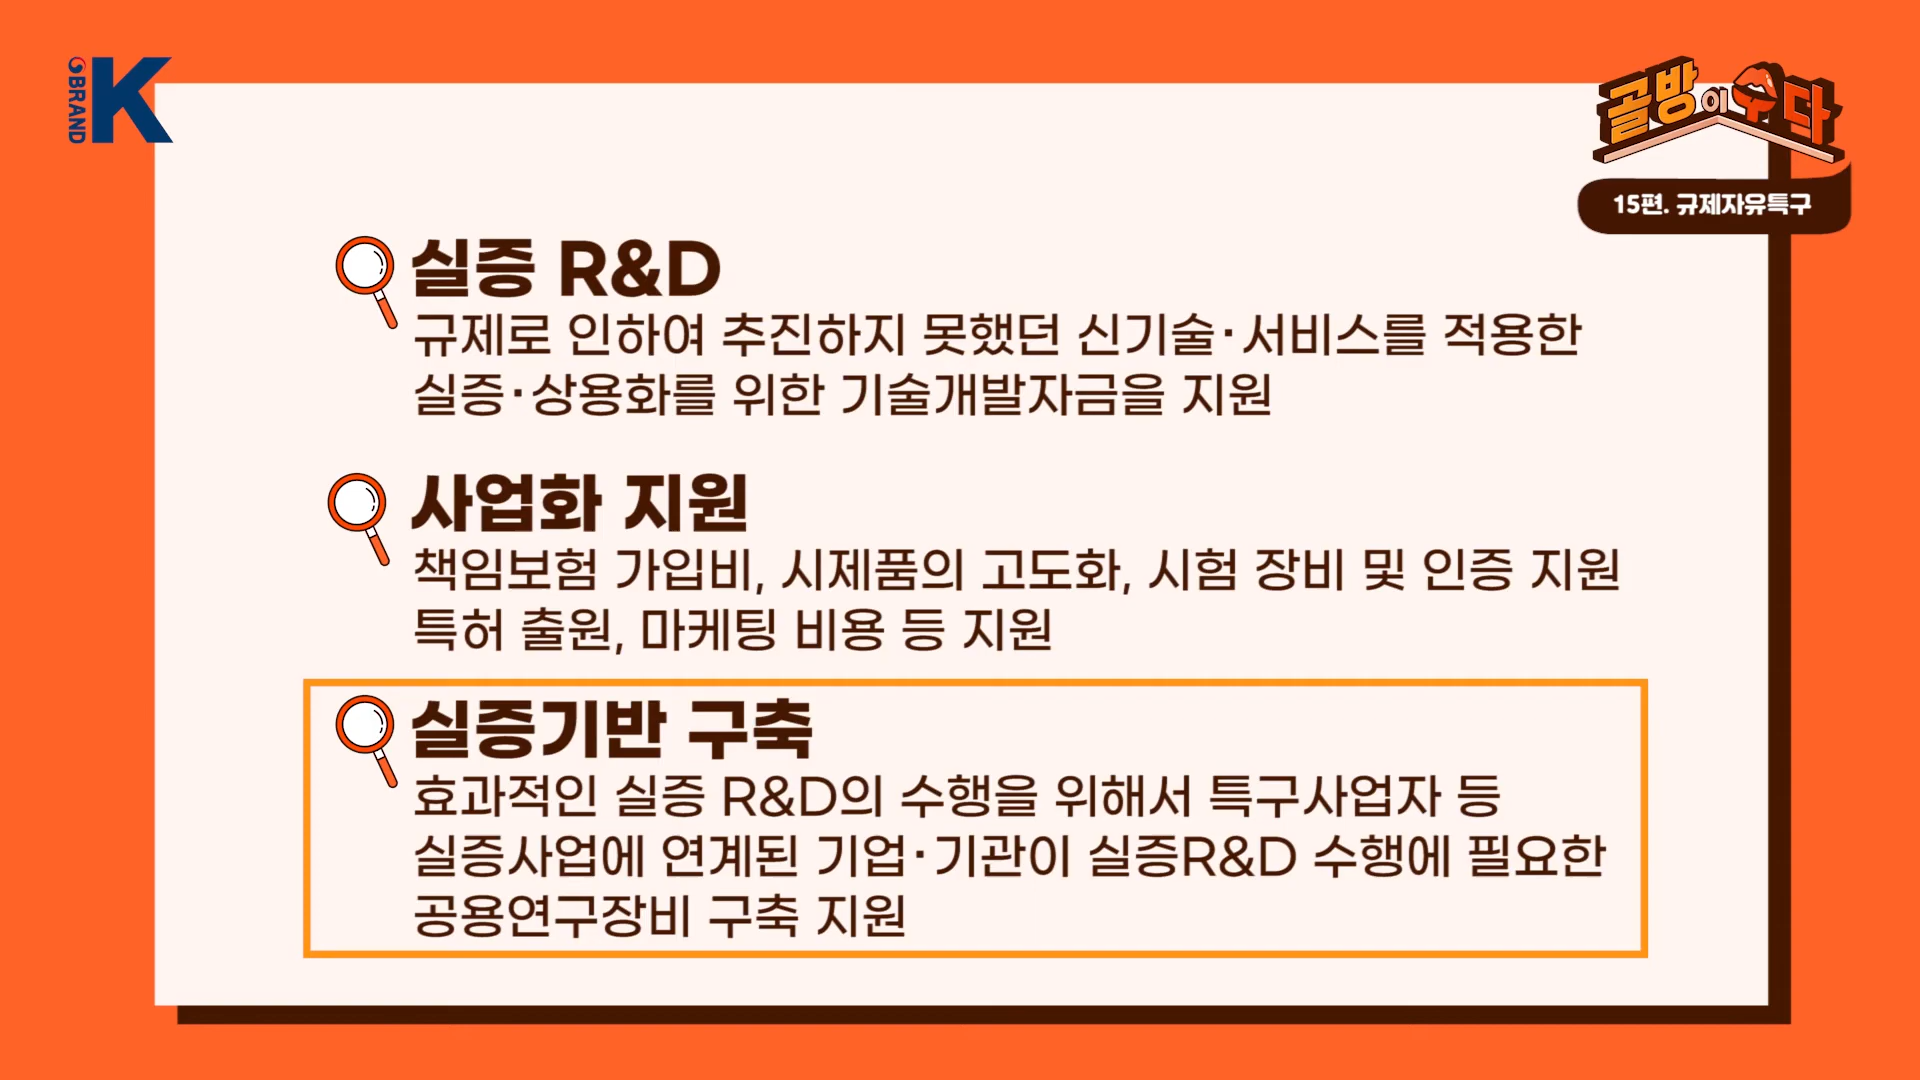 BRAND K
골방이수다
15편. 규제자유특구
실증 R&D
규제로 인하여 추진하지 못했던 신기술·서비스를 적용한
실증·상용화를 위한 기술개발자금을 지원
사업화 지원
책임보험 가입비, 시제품의 고도화, 시험 장비 및 인증 지원
특허 출원, 마케팅 비용 등 지원
실증기반 구축
효과적인 실증 R&D의 수행을 위해서 특구사업자 등
실증사업에 연계된 기업·기관이 실증R&D 수행에 필요한
공용연구장비 구축 지원